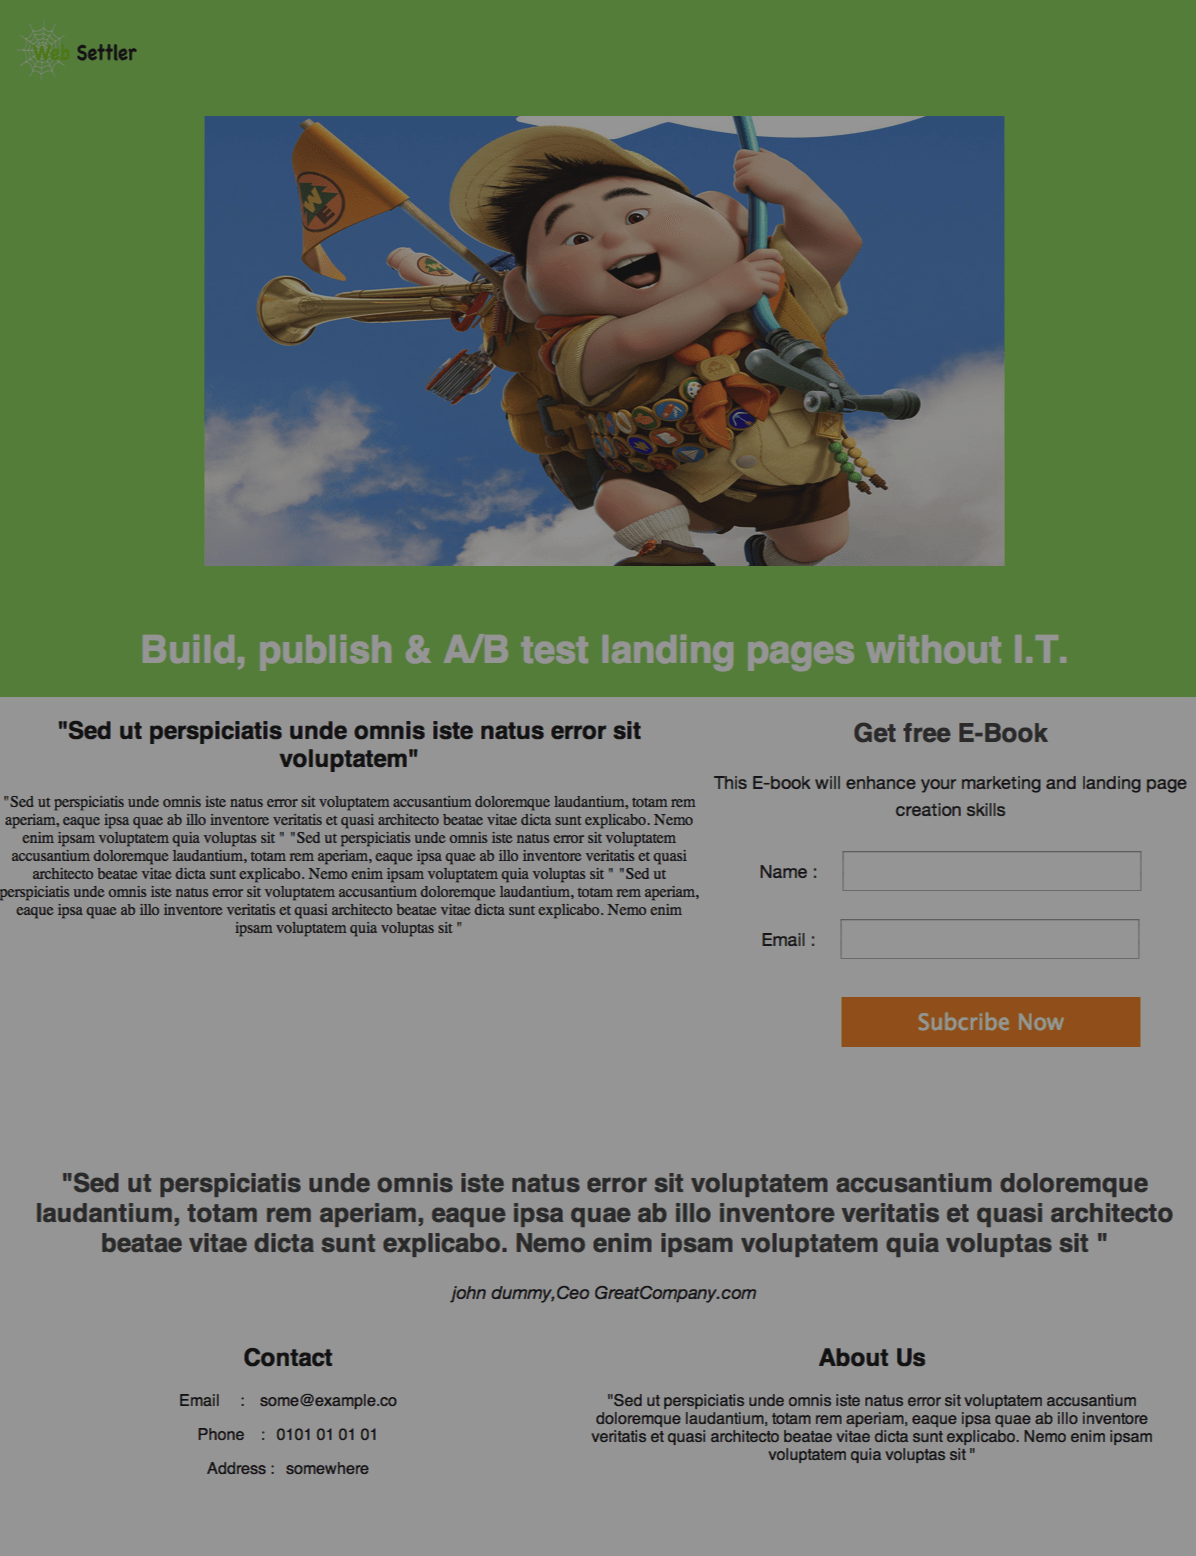 Web Settler
WE
Build, publish & A/B test landing pages without I.T.
"Sed ut perspiciatis unde omnis iste natus error sit
voluptatem"
"Sed ut perspiciatis unde omnis iste natus error sit voluptatem accusantium doloremque laudantium, totam rem
aperiam, eaque ipsa quae ab illo inventore veritatis et quasi architecto beatae vitae dicta sunt explicabo. Nemo
enim ipsam voluptatem quia voluptas sit " "Sed ut perspiciatis unde omnis iste natus error sit voluptatem
accusantium doloremque laudantium, totam rem aperiam, eaque ipsa quae ab illo inventore veritatis et quasi
architecto beatae vitae dicta sunt explicabo. Nemo enim ipsam voluptatem quia voluptas sit " "Sed ut
perspiciatis unde omnis iste natus error sit voluptatem accusantium doloremque laudantium, totam rem aperiam,
eaque ipsa quae ab illo inventore veritatis et quasi architecto beatae vitae dicta sunt explicabo. Nemo enim
ipsam voluptatem quia voluptas sit "
Get free E-Book
This E-book will enhance your marketing and landing page
creation skills
Name :
Email :
Subcribe Now
"Sed ut perspiciatis unde omnis iste natus error sit voluptatem accusantium doloremque
laudantium, totam rem aperiam, eaque ipsa quae ab illo inventore veritatis et quasi architecto
beatae vitae dicta sunt explicabo. Nemo enim ipsam voluptatem quia voluptas sit "
john dummy,Ceo GreatCompany.com
Contact
Email : some@example.co
Phone : 0101 01 01 01
Address : somewhere
About Us
"Sed ut perspiciatis unde omnis iste natus error sit voluptatem accusantium
doloremque laudantium, totam rem aperiam, eaque ipsa quae ab illo inventore
veritatis et quasi architecto beatae vitae dicta sunt explicabo. Nemo enim ipsam
voluptatem quia voluptas sit "